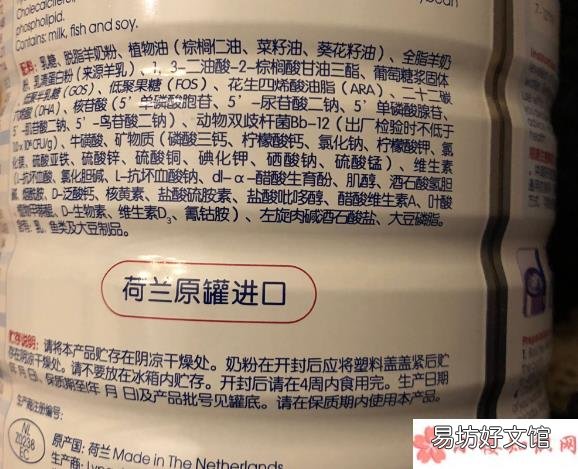 phospholipid.
Contains: milk, fish and soy.
配料：乳糖、脱脂羊奶粉、植物油（棕榈仁油、菜籽油、葵花籽油）、全脂羊奶
乳清蛋白粉（来源羊乳）、1，3-二油酸-2-棕榈酸甘油三酯、葡萄糖浆固体
低聚半乳糖（GOS）、低聚果糖（FOS）、花生四烯酸油脂（ARA）、二十二碳
（DHA）、核苷酸（5'单磷酸胞苷、5'-尿苷酸二钠、5'单磷酸腺苷、
5'-肌苷酸二钠、5'-鸟苷酸二钠）、动物双歧杆菌Bb-12（出厂检验时不低于
CFU/g）、牛磺酸、矿物质（磷酸三钙、柠檬酸钙、氯化钠、柠檬酸钾、氯
硫酸亚铁、硫酸锌、硫酸铜、碘化钾、硒酸钠、硫酸锰）、维生素
（L-抗坏血酸、氯化胆碱、L-抗坏血酸钠、dl-α-醋酸生育酚、肌醇、酒石酸氢胆
碱、烟酰胺、D-泛酸钙、核黄素、盐酸硫胺素、盐酸吡哆醇、醋酸维生素A、叶酸
D-生物素、维生素D3、氰钴胺）、左旋肉碱酒石酸盐、大豆磷脂。
鱼类及大豆制品。
荷兰原罐进口
贮存说明：请将本产品贮存在阴凉干燥处。奶粉在开封后应将塑料盖盖紧后贮
存在阴凉干燥处。请不要放在冰箱内贮存。开封后请在4周内食用完。生产日期
（年 月 日）、保质期至（年 月 日）及产品批号见罐底。请在保质期内使用本产品。
生产商注册编号：
NL
Z0238
EC
原产国：荷兰 Made in The Netherlands
生产商：
易坊好文馆